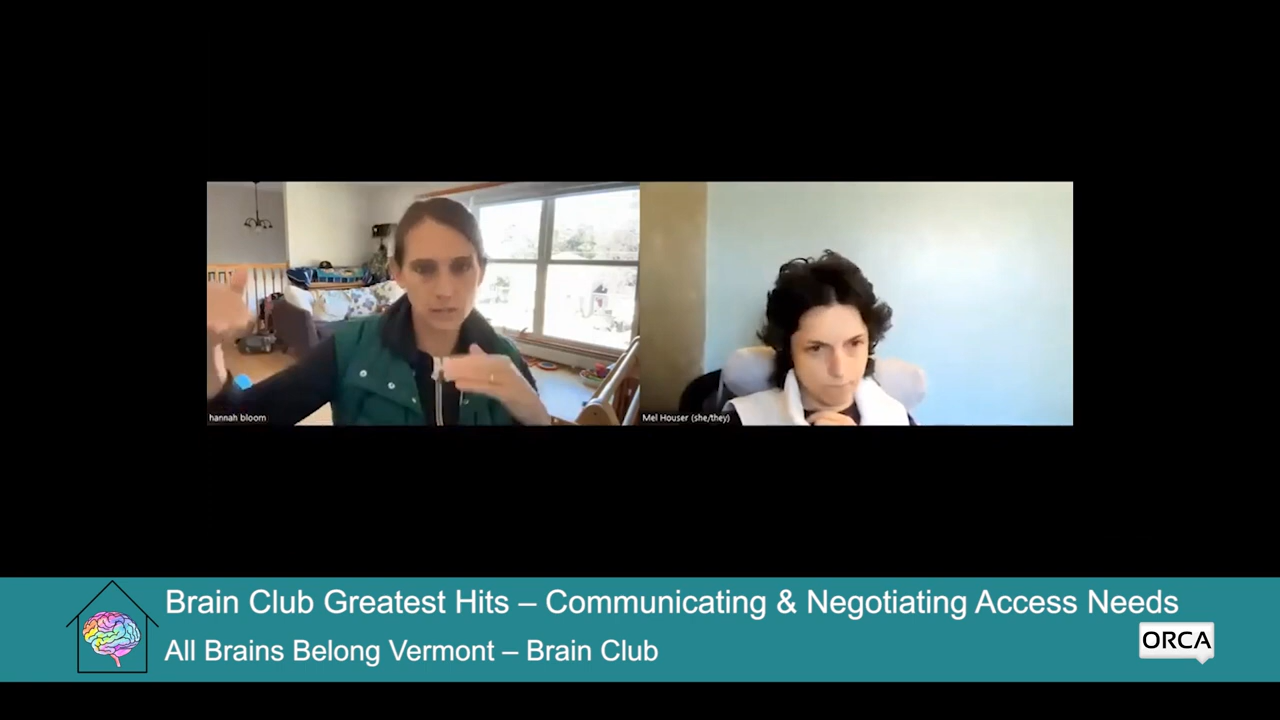 hannah bloom
Mel Houser (she/they)
Brain Club Greatest Hits – Communicating & Negotiating Access Needs
All Brains Belong Vermont – Brain Club
ORCA